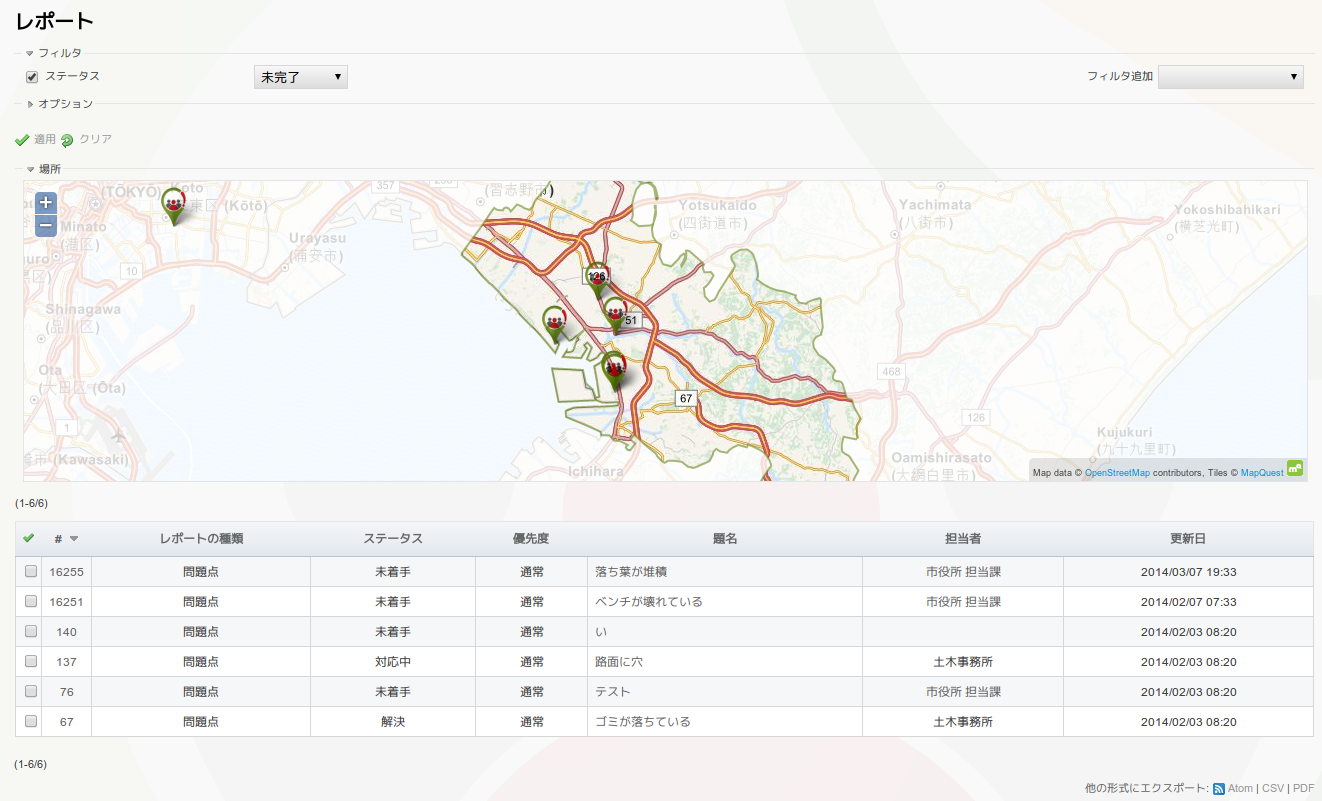 レポート
フィルタ
ステータス 未完了 フィルタ追加
オプション
適用 クリア
場所
(TŌKYŌ) Koto 357 (習志野市)
東区 (Kōtō) Yotsukaido Yachimata Yokoshibahikari
Minato (四街道市) (八街市) (横芝光町)
(港区) Urayasu
(浦安市)
10
126
Shinagawa
(品川区) 51
Ota 468
(大田区) (Ōta)
67
126
1
Kujukuri
(九十九里町)
(Kawasaki) Oamishirasato
Ichihara (大網白里市)
Map data © OpenStreetMap contributors, Tiles © MapQuest
(1-6/6)
# レポートの種類 ステータス 優先度 題名 担当者 更新日
16255 問題点 未着手 通常 落ち葉が堆積 市役所 担当課 2014/03/07 19:33
16251 問題点 未着手 通常 ベンチが壊れている 市役所 担当課 2014/02/07 07:33
140 問題点 未着手 通常 い 2014/02/03 08:20
137 問題点 対応中 通常 路面に穴 土木事務所 2014/02/03 08:20
76 問題点 未着手 通常 テスト 市役所 担当課 2014/02/03 08:20
67 問題点 解決 通常 ゴミが落ちている 土木事務所 2014/02/03 08:20
(1-6/6)
他の形式にエクスポート: Atom | CSV | PDF